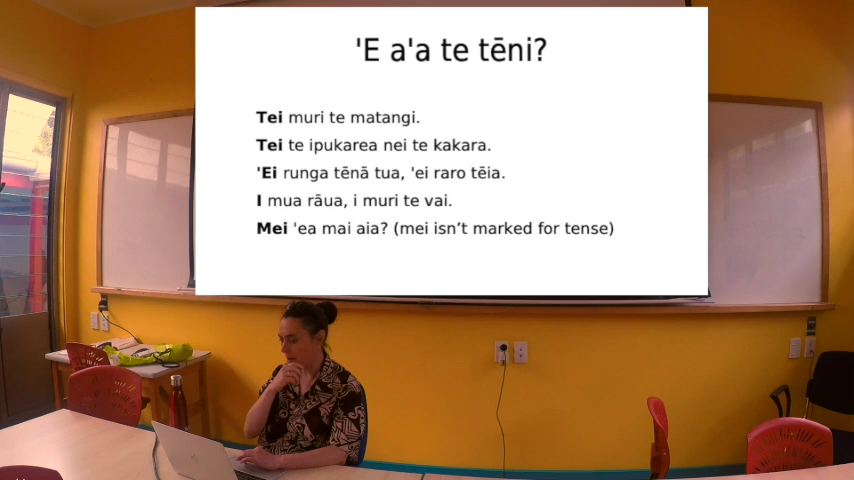 'E a'a te tēni?
Tei muri te matangi.
Tei te ipukarea nei te kakara.
'Ei runga tēnā tua, 'ei raro tēia.
I mua rāua, i muri te vai.
Mei 'ea mai aia? (mei isn’t marked for tense)